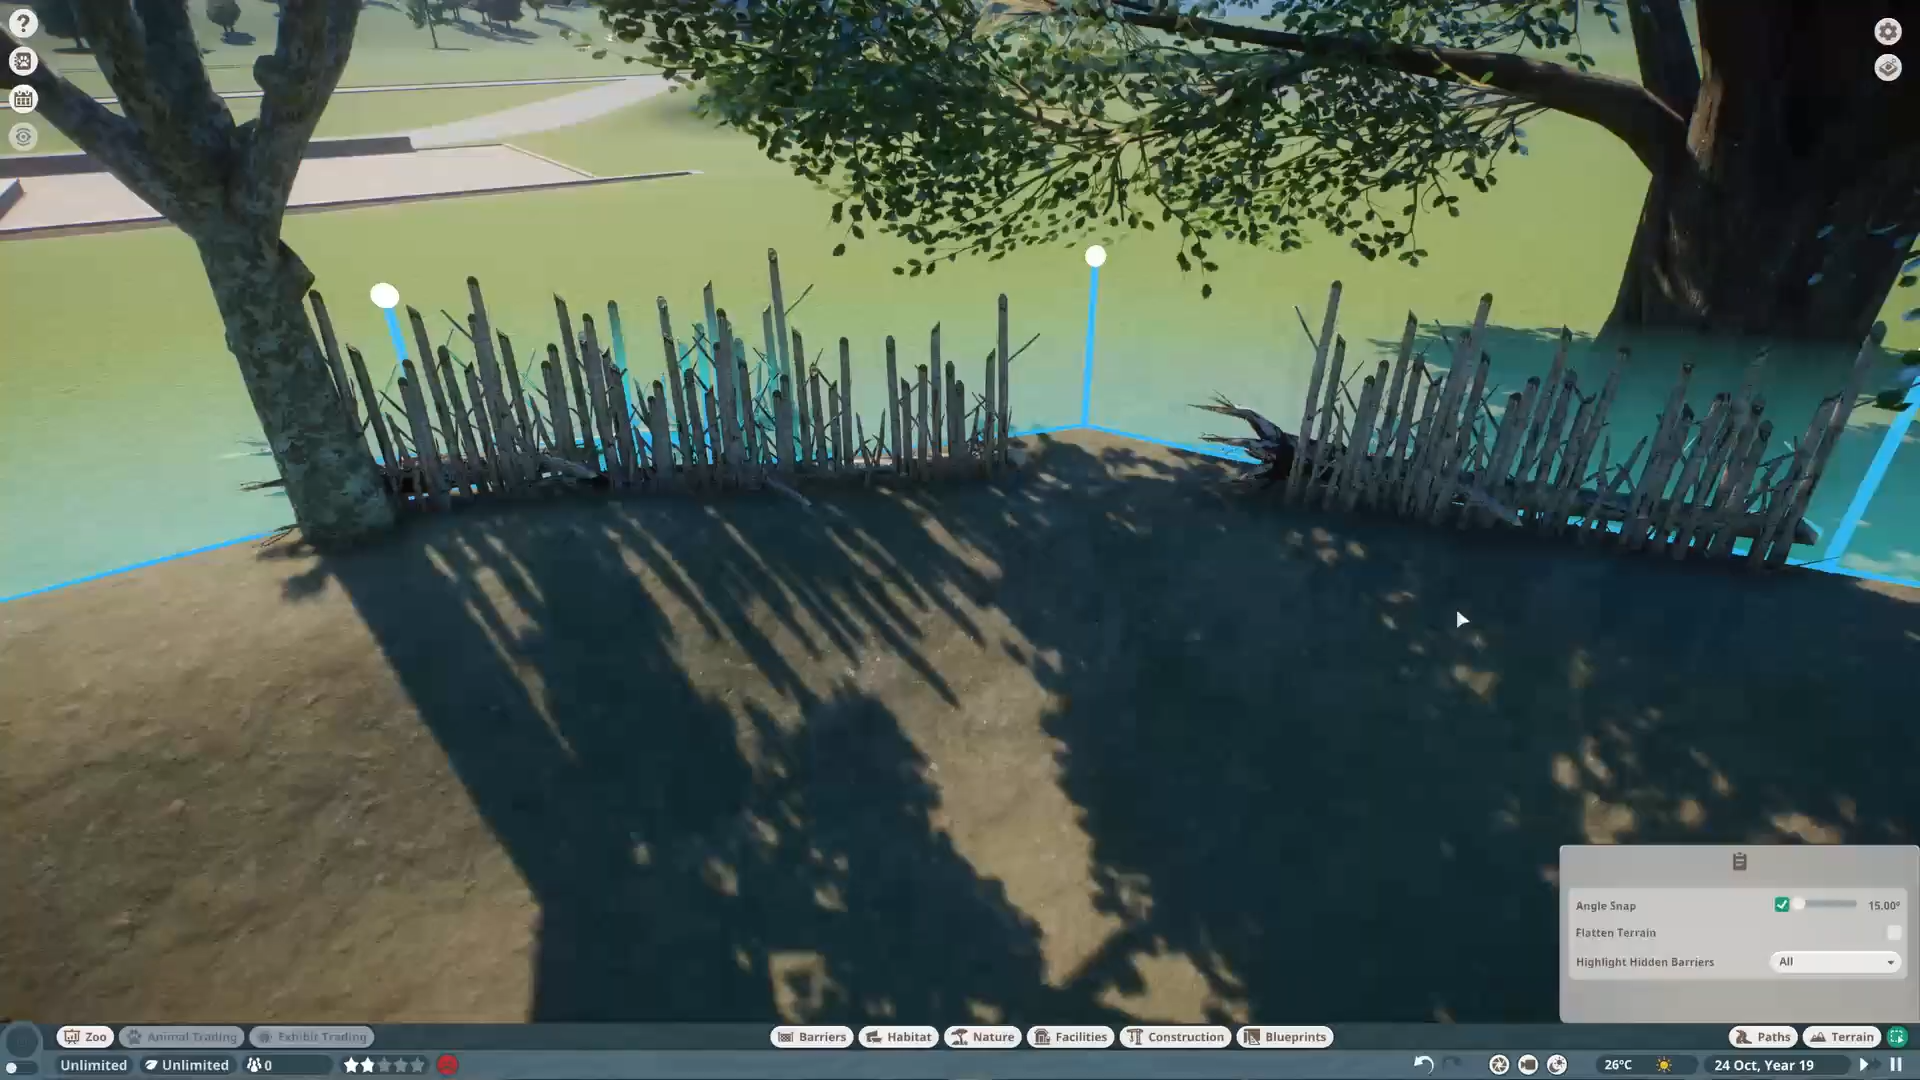 ?
Angle Snap 15.00°
Flatten Terrain
Highlight Hidden Barriers All
Zoo Animal Trading Exhibit Trading Barriers Habitat Nature Facilities Construction Blueprints Paths Terrain
Unlimited Unlimited 0 26°C 24 Oct, Year 19